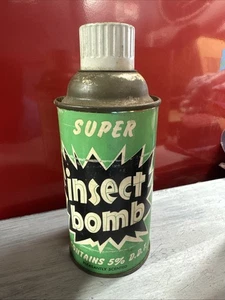 SUPER
insect
bomb
CONTAINS 5% D.D.T.